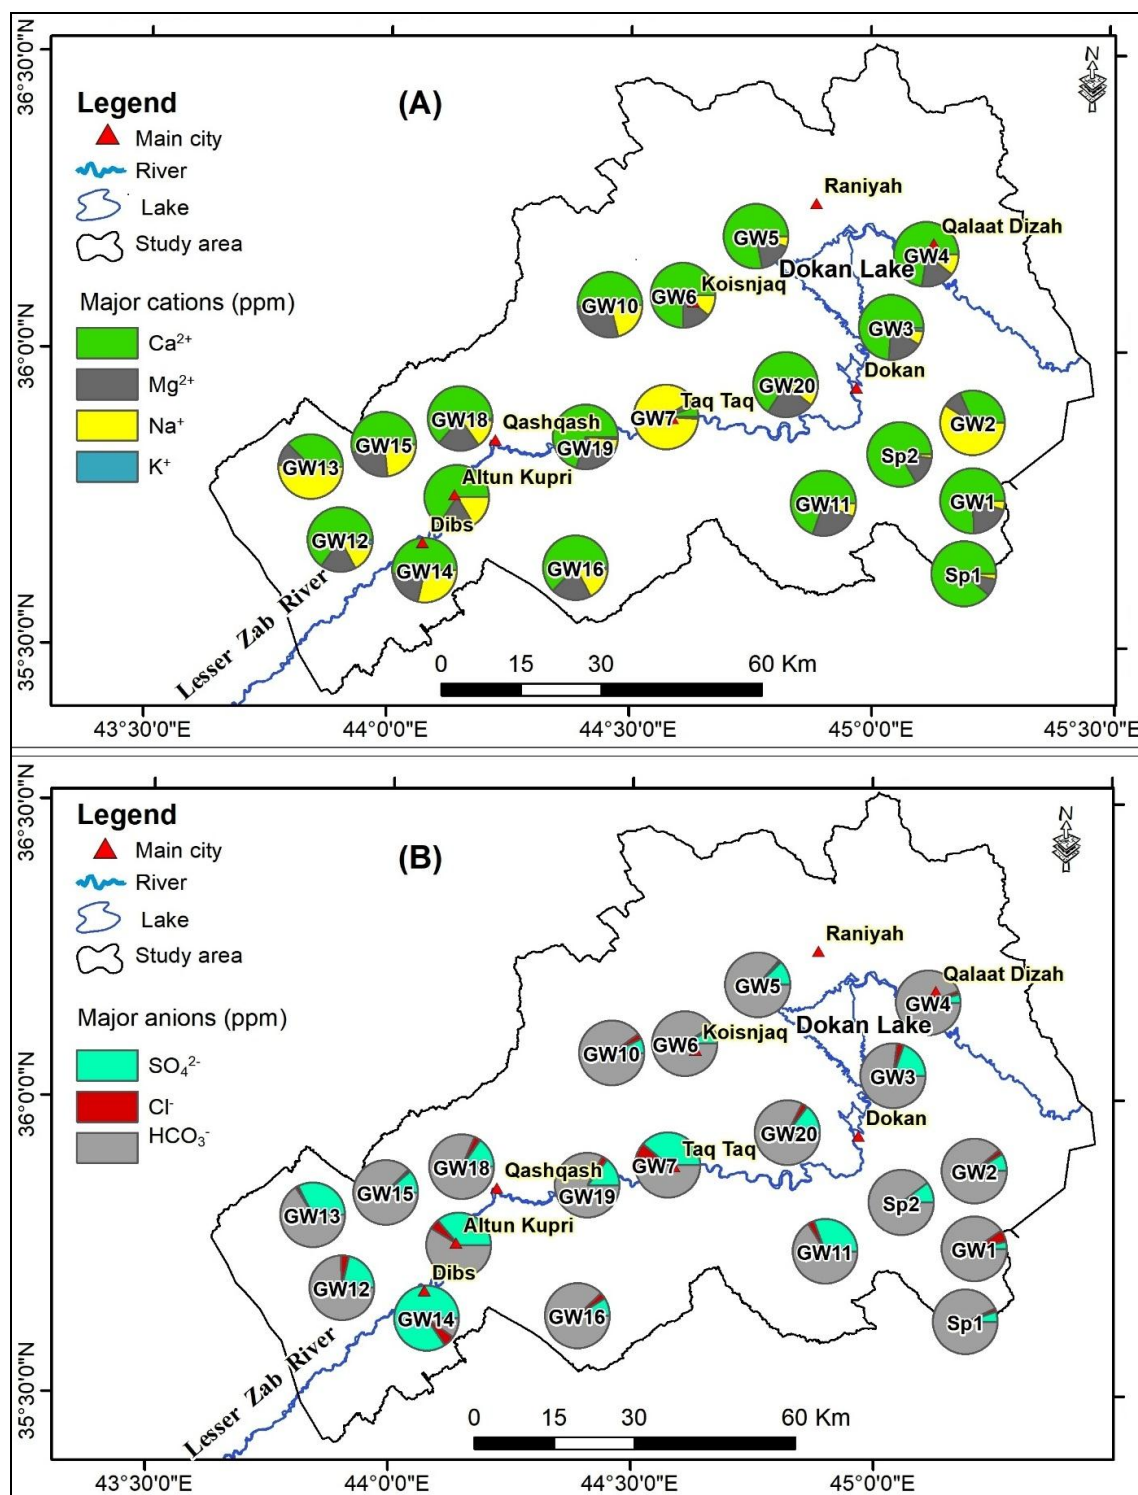 (A)
N
Legend
Main city
River
Lake
Study area
Major cations (ppm)
Ca²⁺
Mg²⁺
Na⁺
K⁺
36°30'0"N
36°0'0"N
35°30'0"N
Raniyah
Qalaat Dizah
GW5
GW4
Dokan Lake
Koisnjaq
GW6
GW10
GW3
Dokan
GW20
Taq Taq
GW7
GW2
GW18
Qashqash
GW15
GW19
Sp2
GW13
Altun Kupri
GW11
GW1
Dibs
GW12
GW14
GW16
Sp1
Lesser Zab River
0 15 30 60 Km
43°30'0"E 44°0'0"E 44°30'0"E 45°0'0"E 45°30'0"E
(B)
N
Legend
Main city
River
Lake
Study area
Major anions (ppm)
SO₄²⁻
Cl⁻
HCO₃⁻
36°30'0"N
36°0'0"N
35°30'0"N
Raniyah
Qalaat Dizah
GW5
GW4
Dokan Lake
Koisnjaq
GW6
GW10
GW3
Dokan
GW20
Taq Taq
GW7
GW2
GW18
Qashqash
GW15
GW19
Sp2
GW13
Altun Kupri
GW11
GW1
Dibs
GW12
GW14
GW16
Sp1
Lesser Zab River
0 15 30 60 Km
43°30'0"E 44°0'0"E 44°30'0"E 45°0'0"E